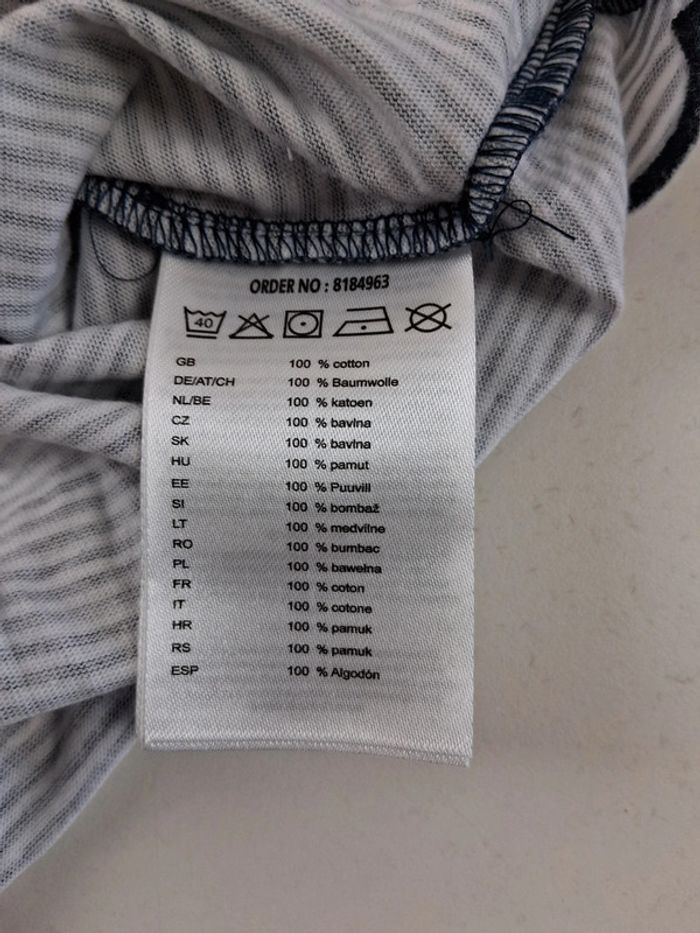 ORDER NO : 8184963
40
GB 100 % cotton
DE/AT/CH 100 % Baumwolle
NL/BE 100 % katoen
CZ 100 % bavlna
SK 100 % bavlna
HU 100 % pamut
EE 100 % Puuvill
SI 100 % bombaž
LT 100 % medvilne
RO 100 % bumbac
PL 100 % bawełna
FR 100 % coton
IT 100 % cotone
HR 100 % pamuk
RS 100 % pamuk
ESP 100 % Algodón